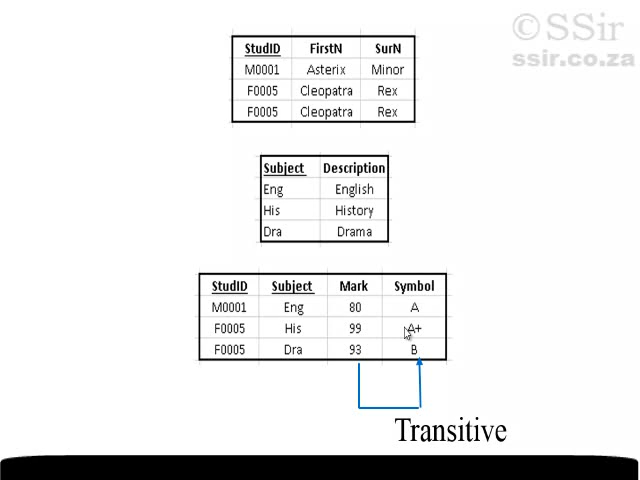 ©SSir
ssir.co.za
StudID FirstN SurN
M0001 Asterix Minor
F0005 Cleopatra Rex
F0005 Cleopatra Rex
Subject Description
Eng English
His History
Dra Drama
StudID Subject Mark Symbol
M0001 Eng 80 A
F0005 His 99 A+
F0005 Dra 93 B
Transitive